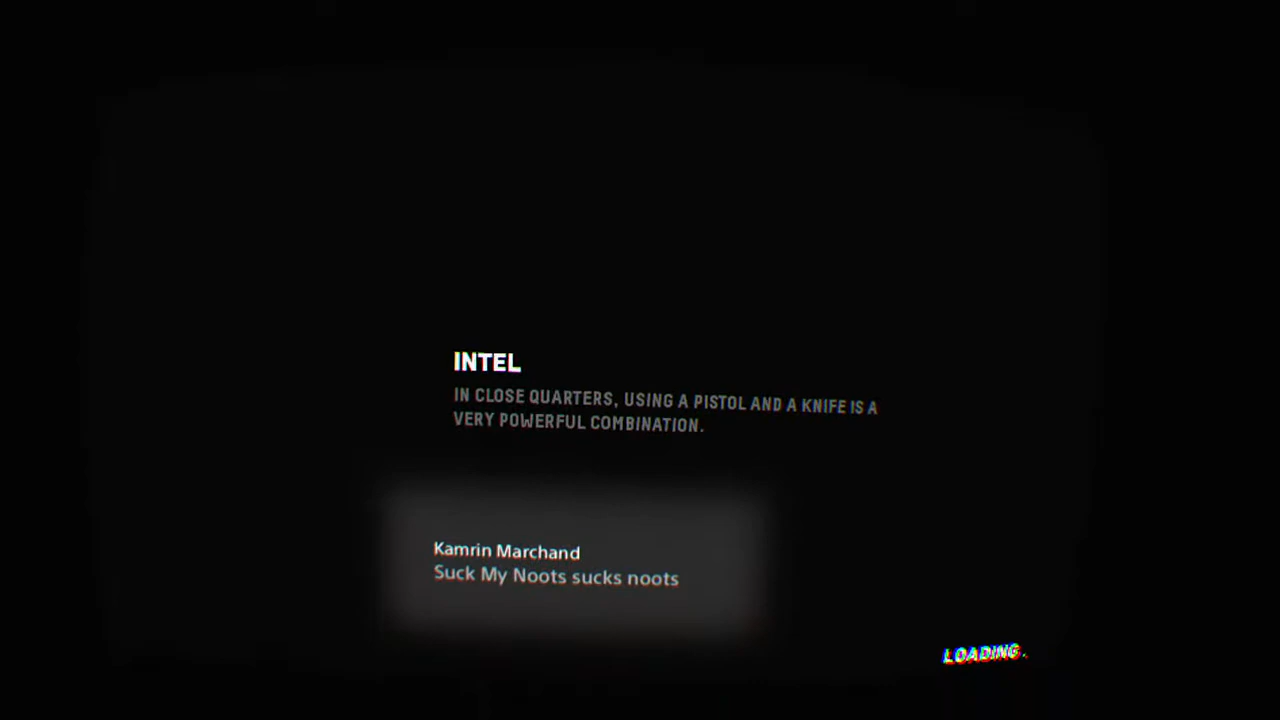 INTEL
IN CLOSE QUARTERS, USING A PISTOL AND A KNIFE IS A
VERY POWERFUL COMBINATION.
Kamrin Marchand
Suck My Noots sucks noots
LOADING.